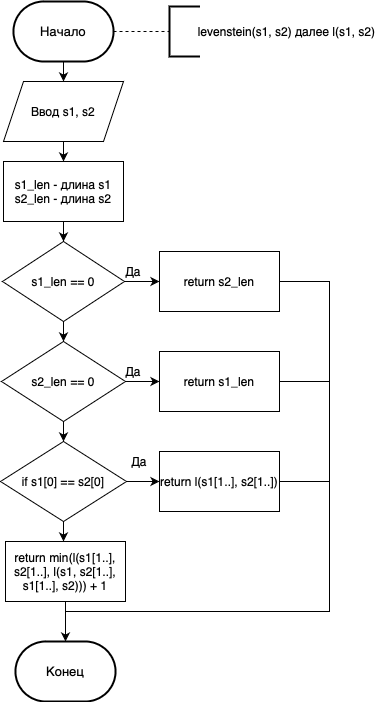 Начало
levenstein(s1, s2) далее l(s1, s2)
Ввод s1, s2
s1_len - длина s1
s2_len - длина s2
s1_len == 0
Да
return s2_len
s2_len == 0
Да
return s1_len
if s1[0] == s2[0]
Да
return l(s1[1..], s2[1..])
return min(l(s1[1..],
s2[1..], l(s1, s2[1..],
s1[1..], s2))) + 1
Конец